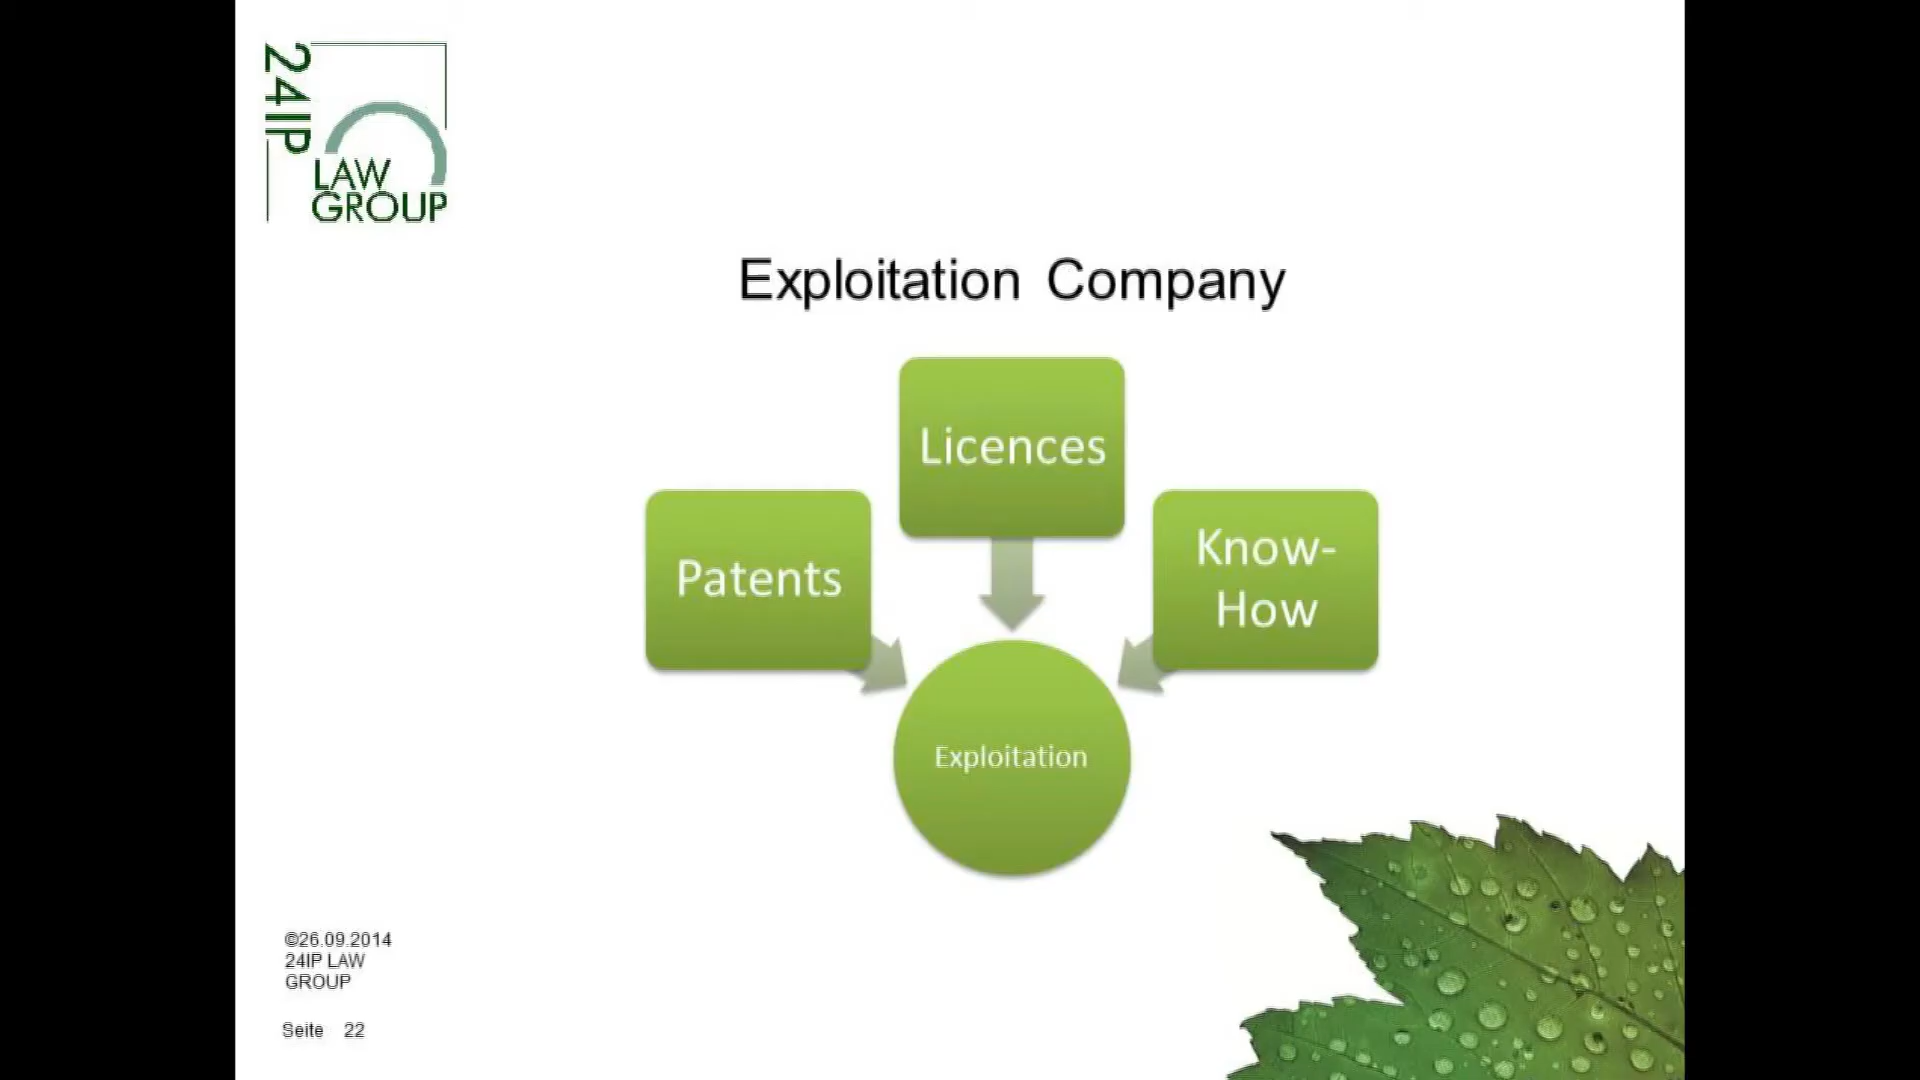 24IP
LAW
GROUP
Exploitation Company
Licences
Patents
Know-
How
Exploitation
©26.09.2014
24IP LAW
GROUP
Seite 22